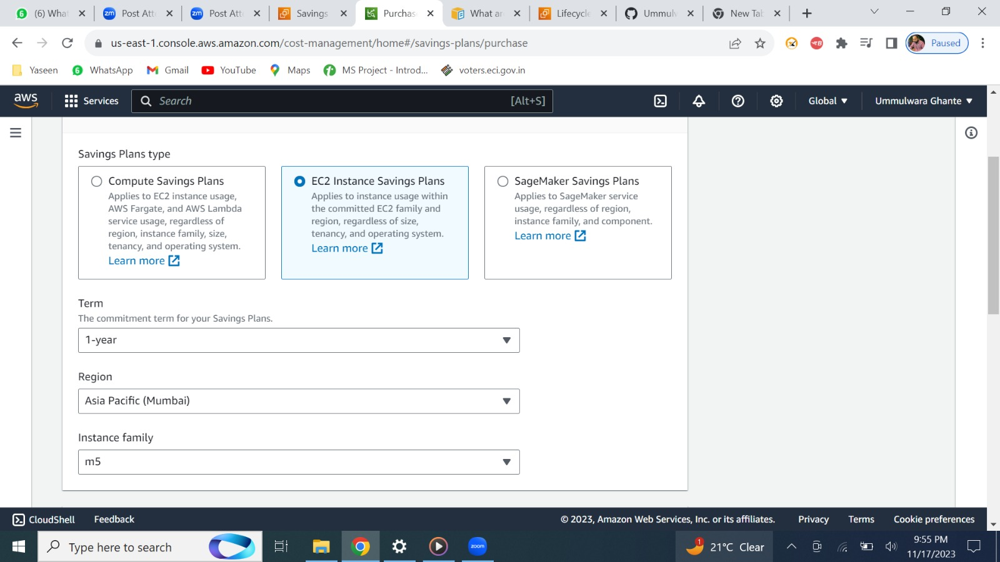 (6) What
Post Att
Post Att
Savings
Purchas
What ar
Lifecycle
Ummulw
New Tab
us-east-1.console.aws.amazon.com/cost-management/home#/savings-plans/purchase
Paused
Yaseen
WhatsApp
Gmail
YouTube
Maps
MS Project - Introd...
voters.eci.gov.in
aws
Services
Search
[Alt+S]
Global
Ummulwara Ghante
Savings Plans type
Compute Savings Plans
Applies to EC2 instance usage,
AWS Fargate, and AWS Lambda
service usage, regardless of
region, instance family, size,
tenancy, and operating system.
Learn more
EC2 Instance Savings Plans
Applies to instance usage within
the committed EC2 family and
region, regardless of size,
tenancy, and operating system.
Learn more
SageMaker Savings Plans
Applies to SageMaker service
usage, regardless of region,
instance family, and component.
Learn more
Term
The commitment term for your Savings Plans.
1-year
Region
Asia Pacific (Mumbai)
Instance family
m5
CloudShell
Feedback
© 2023, Amazon Web Services, Inc. or its affiliates.
Privacy
Terms
Cookie preferences
Type here to search
zoom
1
21°C Clear
9:55 PM
11/17/2023